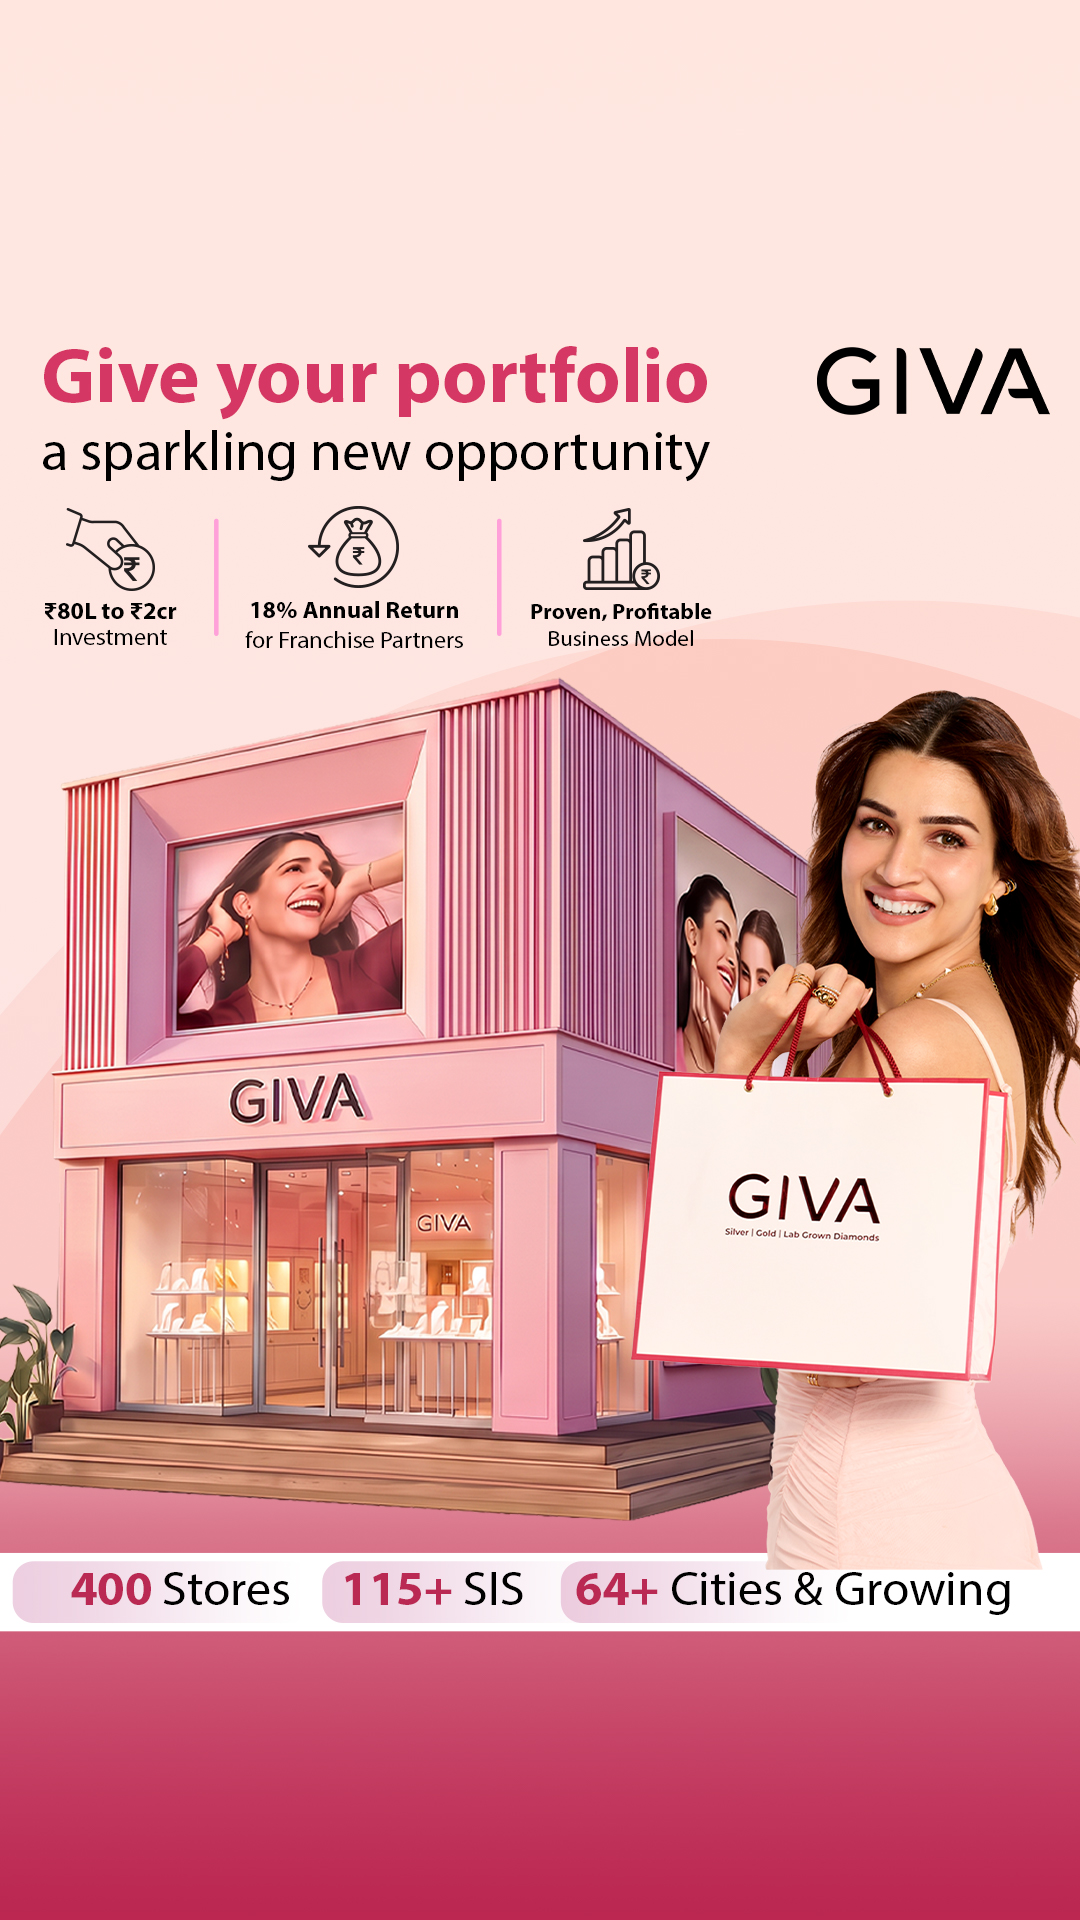 Give your portfolio
a sparkling new opportunity
GIVA
₹80L to ₹2cr
Investment
18% Annual Return
for Franchise Partners
Proven, Profitable
Business Model
GIVA
GIVA
GIVA
Silver | Gold | Lab Grown Diamonds
400 Stores
115+ SIS
64+ Cities & Growing